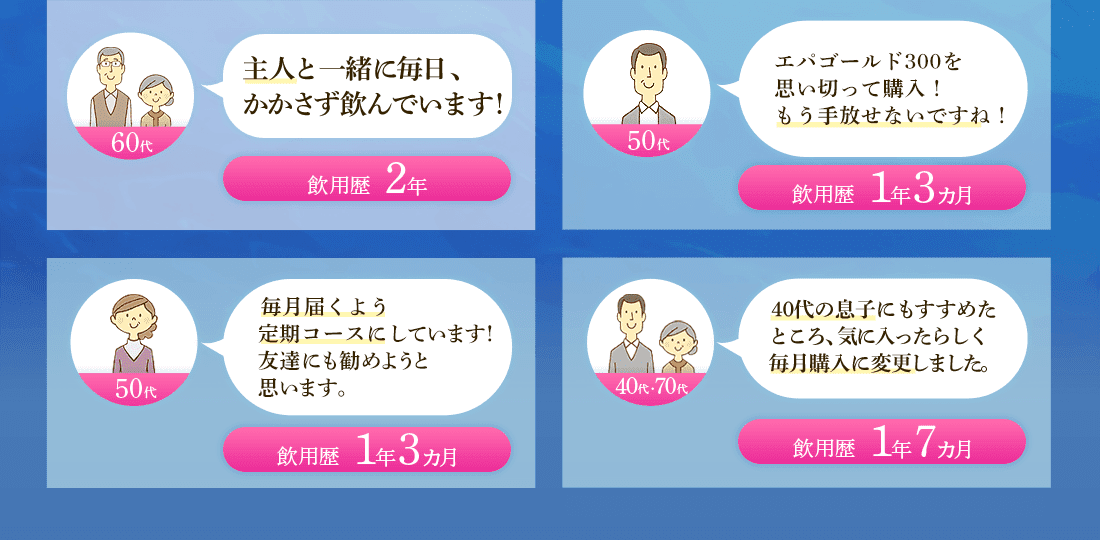 主人と一緒に毎日、
かかさず飲んでいます!
60代
飲用歴 2年
エパゴールド300を
思い切って購入！
もう手放せないですね！
50代
飲用歴 1年3カ月
毎月届くよう
定期コースにしています!
友達にも勧めようと
思います。
50代
飲用歴 1年3カ月
40代の息子にもすすめた
ところ、気に入ったらしく
毎月購入に変更しました。
40代・70代
飲用歴 1年7カ月